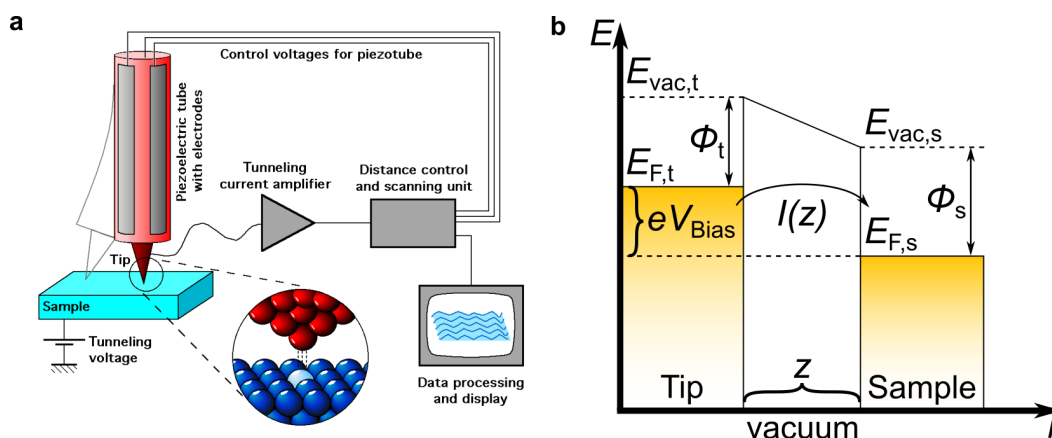 a
Control voltages for piezotube
Piezoelectric tube
with electrodes
Tunneling
current amplifier
Distance control
and scanning unit
Tip
Sample
Tunneling
voltage
Data processing
and display
b
E
E_vac,t
Φ_t
E_vac,s
E_F,t
eV_Bias
I(z)
Φ_s
E_F,s
z
Tip
Sample
vacuum